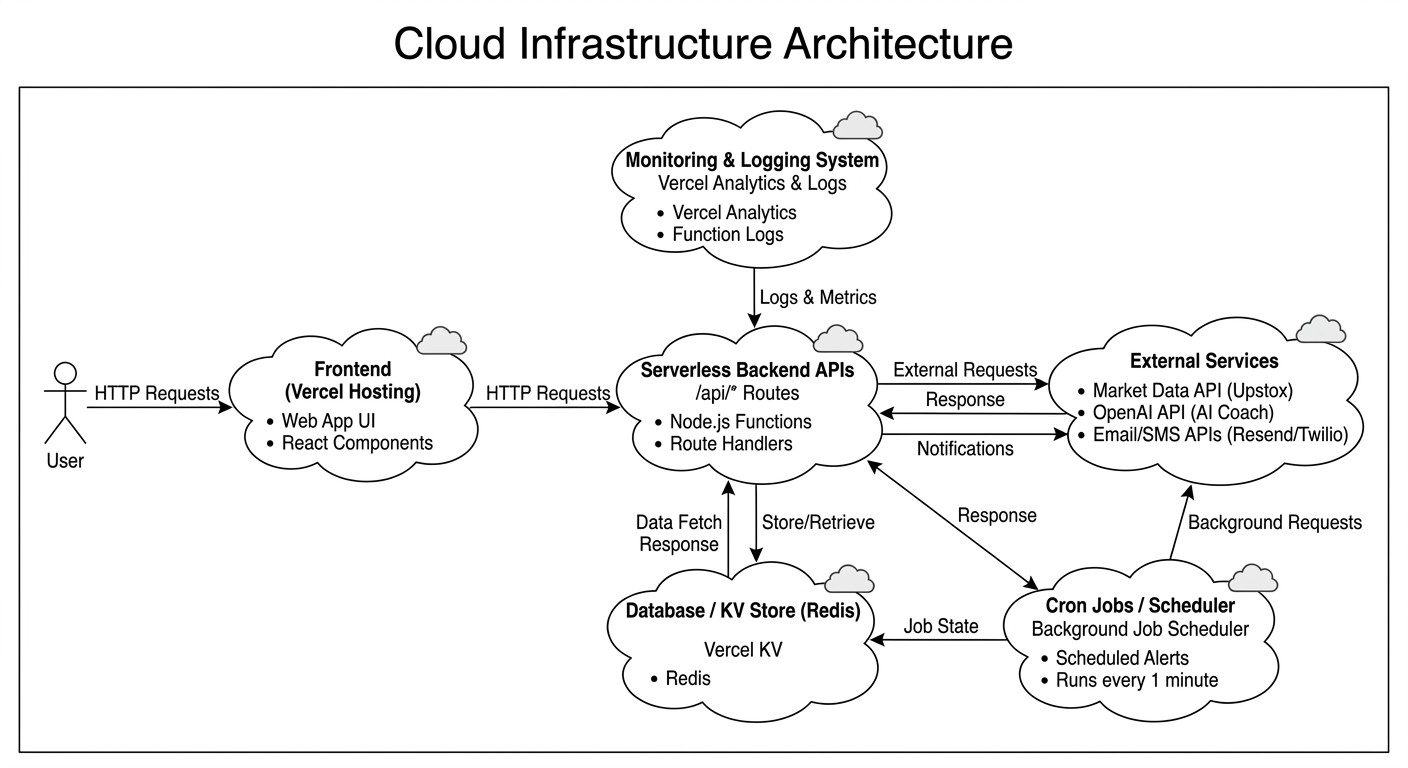 Cloud Infrastructure Architecture
Monitoring & Logging System
Vercel Analytics & Logs
• Vercel Analytics
• Function Logs
Logs & Metrics
User
HTTP Requests
Frontend
(Vercel Hosting)
• Web App UI
• React Components
HTTP Requests
Serverless Backend APIs
/api/* Routes
• Node.js Functions
• Route Handlers
External Requests
Response
Notifications
External Services
• Market Data API (Upstox)
• OpenAI API (AI Coach)
• Email/SMS APIs (Resend/Twilio)
Data Fetch
Response
Store/Retrieve
Response
Background Requests
Database / KV Store (Redis)
Vercel KV
• Redis
Job State
Cron Jobs / Scheduler
Background Job Scheduler
• Scheduled Alerts
• Runs every 1 minute